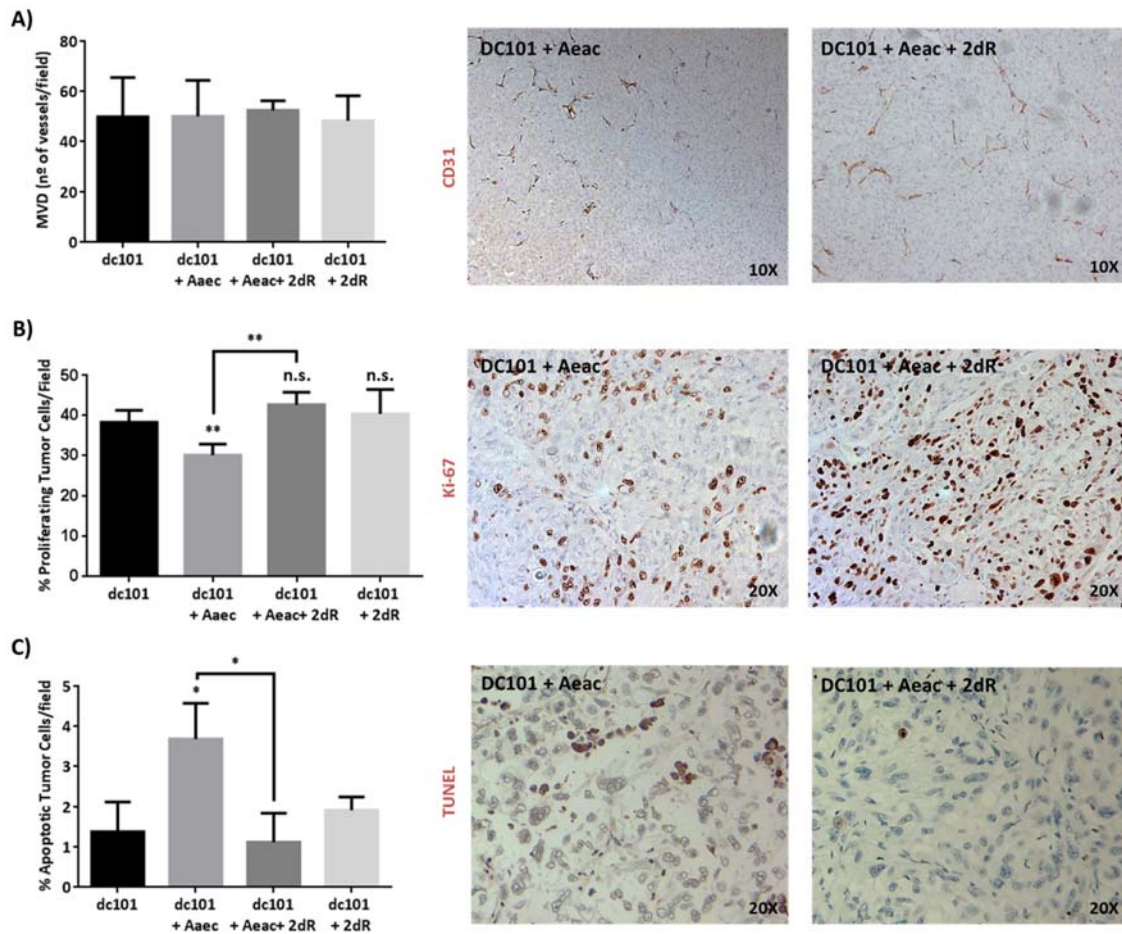 A)
MVD (nº of vessels/field)
80
60
40
20
0
dc101
dc101
+ Aaec
dc101
+ Aeac+ 2dR
dc101
+ 2dR
CD31
DC101 + Aeac
10X
DC101 + Aeac + 2dR
10X
B)
% Proliferating Tumor Cells/Field
50
40
30
20
10
0
**
**
n.s.
n.s.
dc101
dc101
+ Aaec
dc101
+ Aeac+ 2dR
dc101
+ 2dR
Ki-67
DC101 + Aeac
20X
DC101 + Aeac + 2dR
20X
C)
% Apoptotic Tumor Cells/field
5
4
3
2
1
0
*
*
dc101
dc101
+ Aaec
dc101
+ Aeac+ 2dR
dc101
+ 2dR
TUNEL
DC101 + Aeac
20X
DC101 + Aeac + 2dR
20X